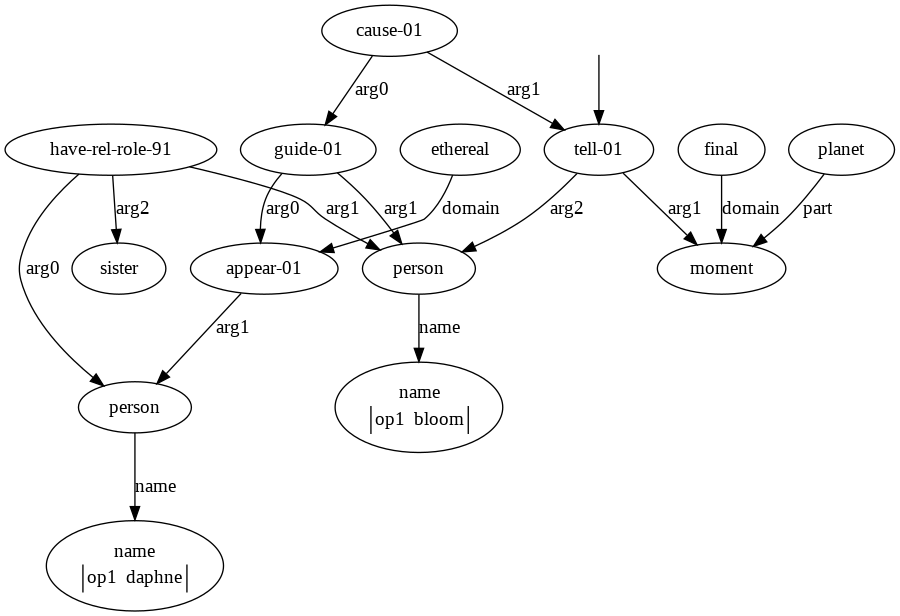 cause-01
arg0
arg1
have-rel-role-91
guide-01
ethereal
tell-01
final
planet
arg2
arg0
arg1
arg1
domain
arg2
arg1
domain
part
arg0
sister
appear-01
person
moment
arg1
name
person
name
op1 bloom
name
name
op1 daphne